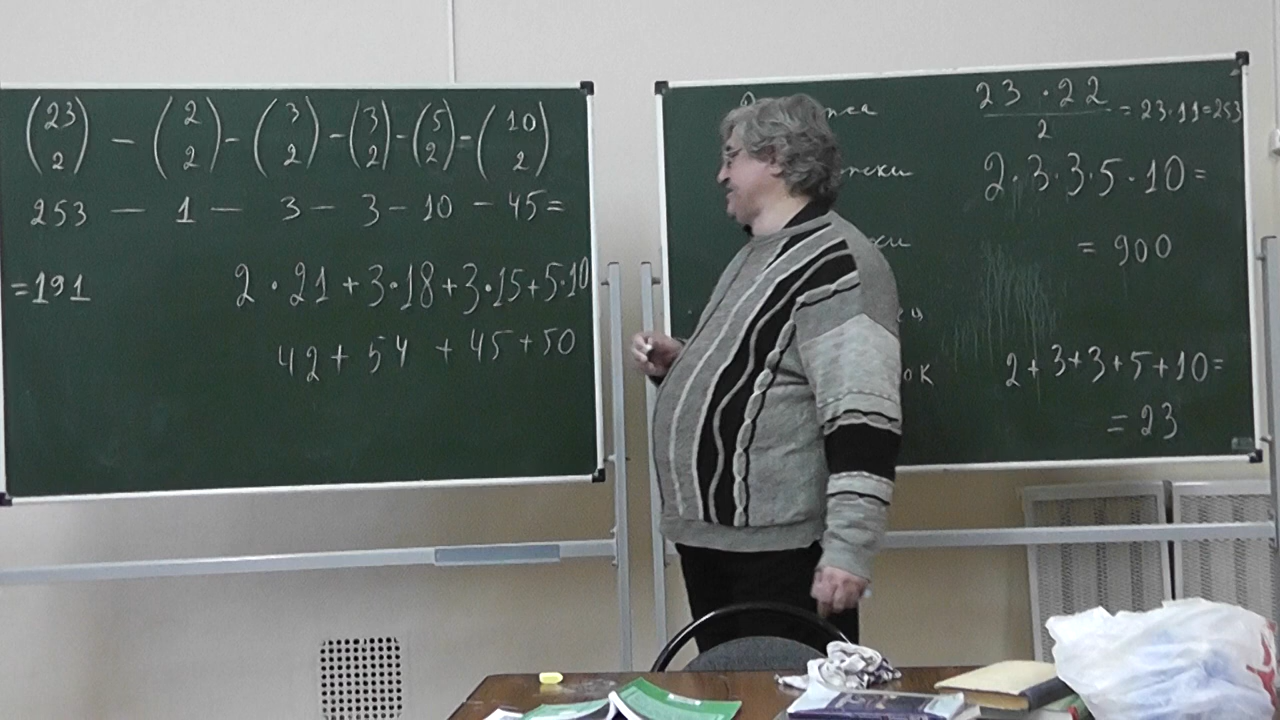 (23 2) - (2 2) - (3 2) - (3 2) - (5 2) - (10 2)
253 - 1 - 3 - 3 - 10 - 45 =
= 191
2 · 21 + 3 · 18 + 3 · 15 + 5 · 10
42 + 54 + 45 + 50
23 · 22 / 2 = 23 · 11 = 253
2 · 3 · 3 · 5 · 10 =
= 900
2 + 3 + 3 + 5 + 10 =
= 23